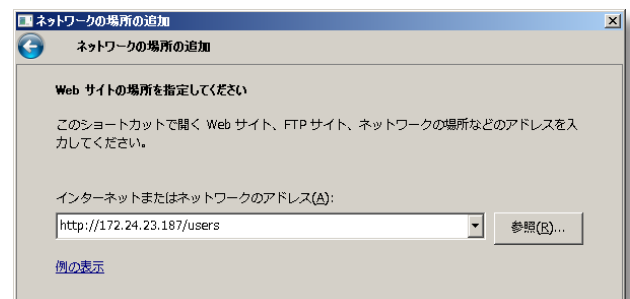 ネットワークの場所の追加
ネットワークの場所の追加
Web サイトの場所を指定してください
このショートカットで開く Web サイト、FTP サイト、ネットワークの場所などのアドレスを入
力してください。
インターネットまたはネットワークのアドレス(A):
http://172.24.23.187/users
参照(R)...
例の表示